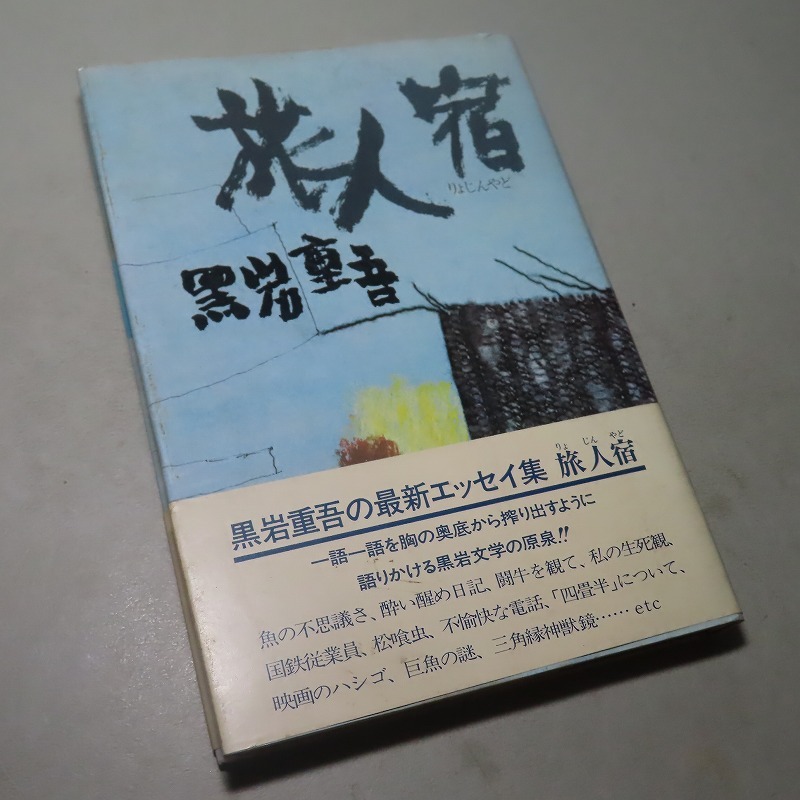 旅人宿
りょじんやど
黒岩重吾
黒岩重吾の最新エッセイ集 旅人宿
りょ じん やど
一語一語を胸の奥底から搾り出すように
語りかける黒岩文学の原泉!!
魚の不思議さ、酔い醒め日記、闘牛を観て、私の生死観、
国鉄従業員、松喰虫、不愉快な電話、「四畳半」について、
映画のハシゴ、巨魚の謎、三角縁神獣鏡…… etc